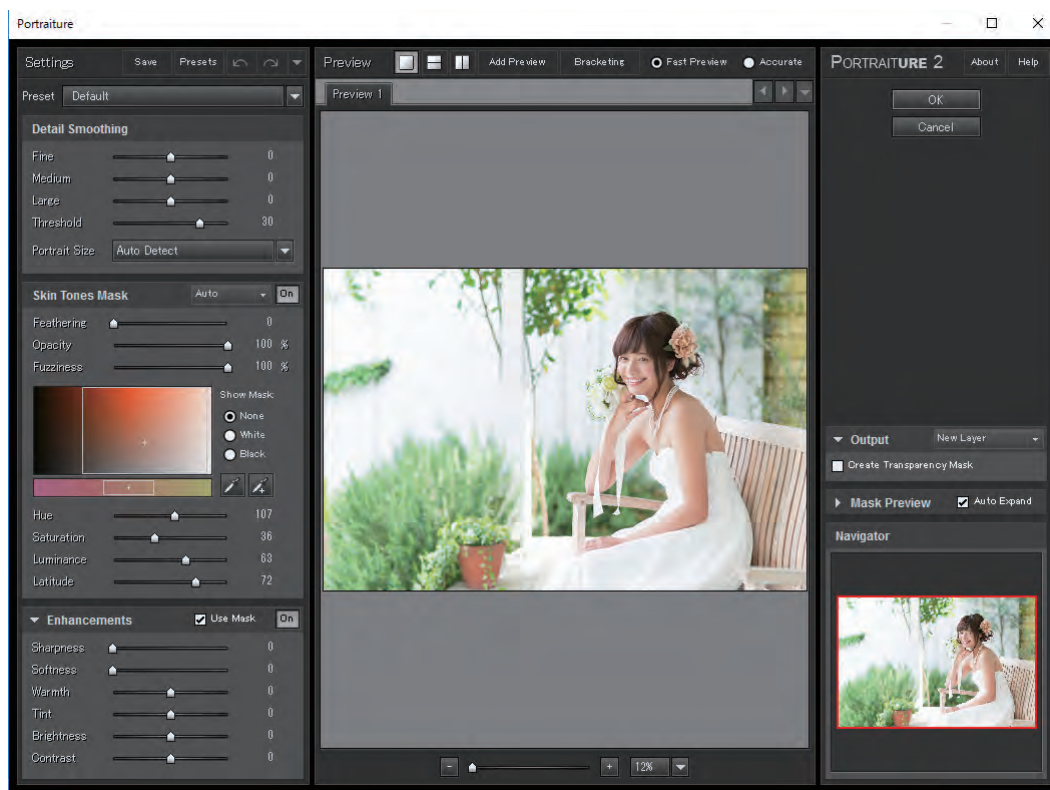 Portraiture
Settings Save Presets
Preset Default
Detail Smoothing
Fine 0
Medium 0
Large 0
Threshold 30
Portrait Size Auto Detect
Skin Tones Mask Auto On
Feathering 0
Opacity 100 %
Fuzziness 100 %
Show Mask:
None
White
Black
Hue 107
Saturation 36
Luminance 63
Latitude 72
Enhancements Use Mask On
Sharpness 0
Softness 0
Warmth 0
Tint 0
Brightness 0
Contrast 0
Preview Add Preview Bracketing Fast Preview Accurate
Preview 1
12%
PORTRAITURE 2 About Help
OK
Cancel
Output New Layer
Create Transparency Mask
Mask Preview Auto Expand
Navigator